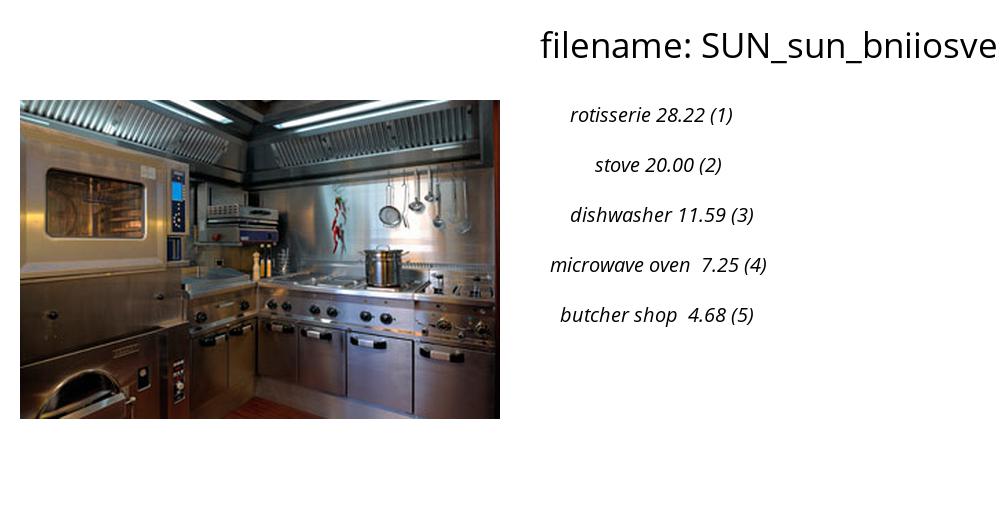 filename: SUN_sun_bniiosve
rotisserie 28.22 (1)
stove 20.00 (2)
dishwasher 11.59 (3)
microwave oven 7.25 (4)
butcher shop 4.68 (5)